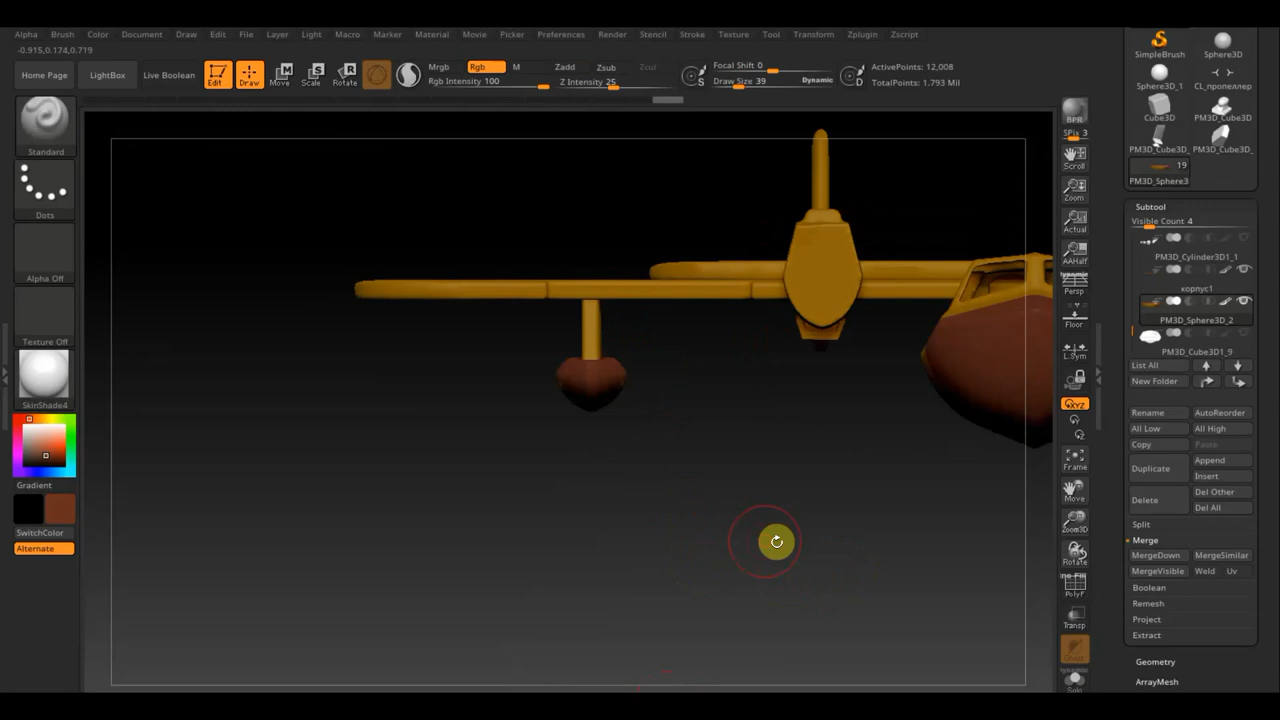 Alpha Brush Color Document Draw Edit File Layer Light Macro Marker Material Movie Picker Preferences Render Stencil Stroke Texture Tool Transform Zplugin Zscript
-0.915,0.174,0.719
Home Page
LightBox
Live Boolean
Edit
Draw
Move
Scale
Rotate
Mrgb Rgb M
Rgb Intensity 100
Zadd Zsub Zcut
Z Intensity 25
Focal Shift 0
Draw Size 39 Dynamic
ActivePoints: 12,008
TotalPoints: 1.793 Mil
Standard
Dots
Alpha Off
Texture Off
SkinShade4
Gradient
SwitchColor
Alternate
BPR
SPix 3
Scroll
Zoom
Actual
AAHalf
Dynamic
Persp
Floor
L.Sym
XYZ
Frame
Move
Zoom3D
Rotate
PolyF
Transp
Solo
SimpleBrush Sphere3D
Sphere3D_1 CL_пропеллер
Cube3D PM3D_Cube3D
PM3D_Cube3D_ PM3D_Cube3D_
19
PM3D_Sphere3
Subtool
Visible Count 4
PM3D_Cylinder3D1_1
корпус1
PM3D_Sphere3D_2
PM3D_Cube3D1_9
List All
New Folder
Rename AutoReorder
All Low All High
Copy Paste
Duplicate Append
Insert
Delete Del Other
Del All
Split
Merge
MergeDown MergeSimilar
MergeVisible Weld Uv
Boolean
Remesh
Project
Extract
Geometry
ArrayMesh